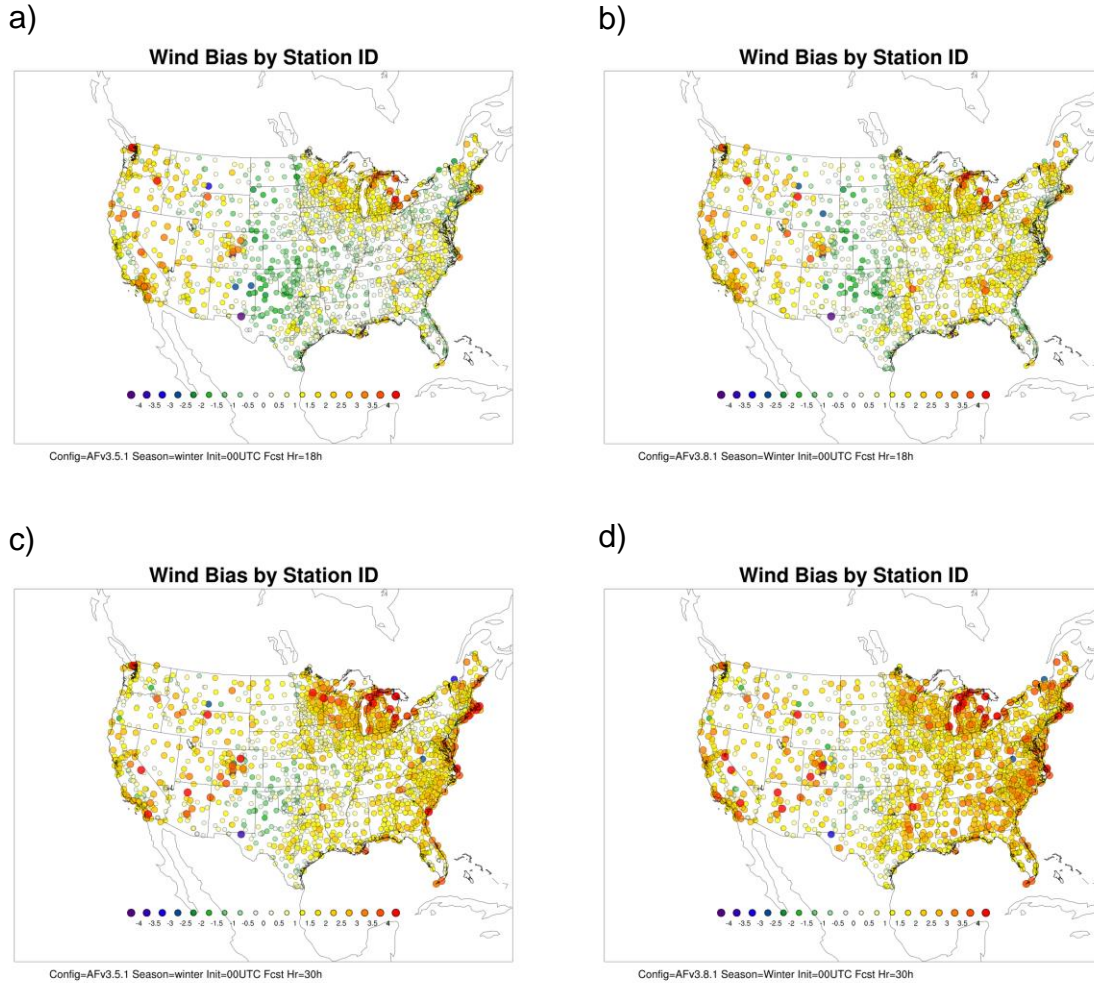 a)
b)
Wind Bias by Station ID
Wind Bias by Station ID
-4 -3.5 -3 -2.5 -2 -1.5 -1 -0.5 0 0.5 1 1.5 2 2.5 3 3.5 4
-4 -3.5 -3 -2.5 -2 -1.5 -1 -0.5 0 0.5 1 1.5 2 2.5 3 3.5 4
Config=AFv3.5.1 Season=winter Init=00UTC Fcst Hr=18h
Config=AFv3.8.1 Season=Winter Init=00UTC Fcst Hr=18h
c)
d)
Wind Bias by Station ID
Wind Bias by Station ID
-4 -3.5 -3 -2.5 -2 -1.5 -1 -0.5 0 0.5 1 1.5 2 2.5 3 3.5 4
-4 -3.5 -3 -2.5 -2 -1.5 -1 -0.5 0 0.5 1 1.5 2 2.5 3 3.5 4
Config=AFv3.5.1 Season=winter Init=00UTC Fcst Hr=30h
Config=AFv3.8.1 Season=Winter Init=00UTC Fcst Hr=30h